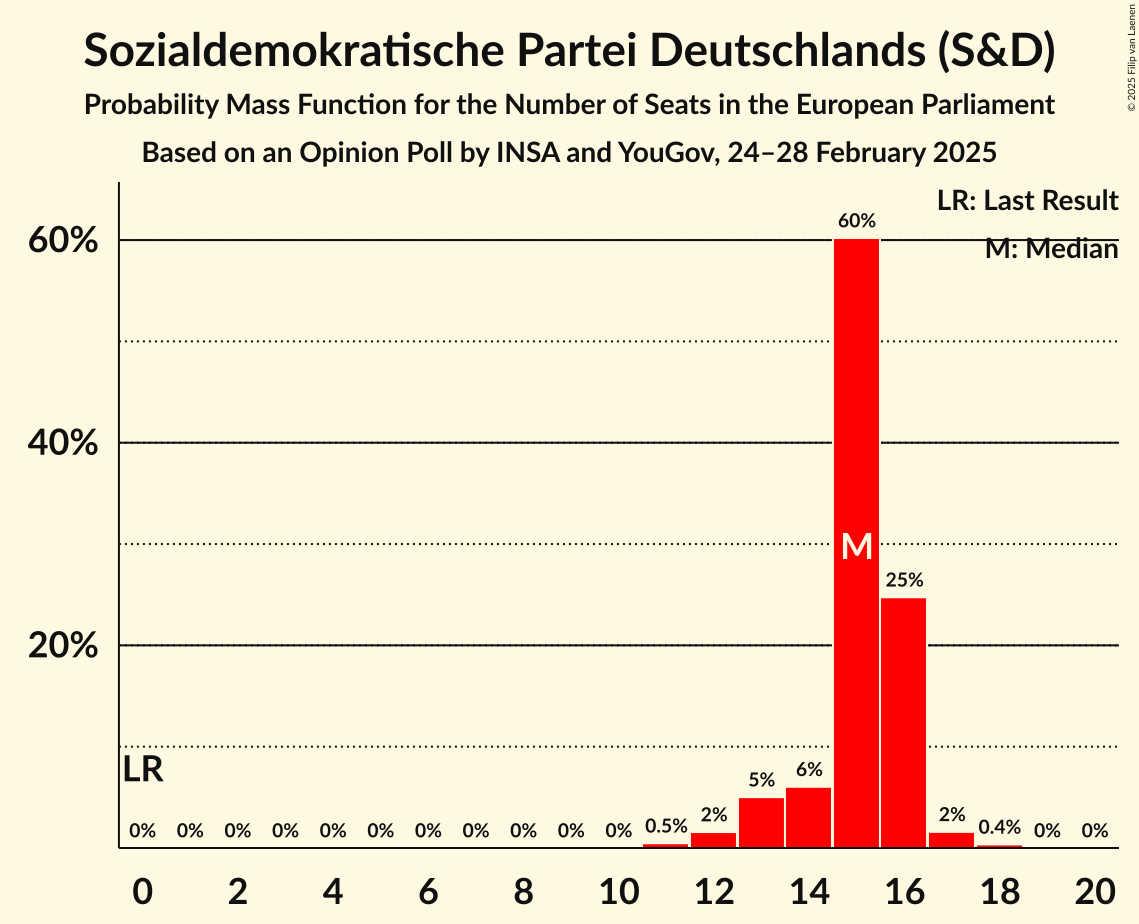 Sozialdemokratische Partei Deutschlands (S&D)
Probability Mass Function for the Number of Seats in the European Parliament
Based on an Opinion Poll by INSA and YouGov, 24–28 February 2025
© 2025 Filip van Laenen
LR: Last Result
M: Median
60%
40%
20%
60%
M
25%
LR
0% 0% 0% 0% 0% 0% 0% 0% 0% 0% 0% 0.5% 2% 5% 6% 2% 0.4% 0% 0%
0 2 4 6 8 10 12 14 16 18 20